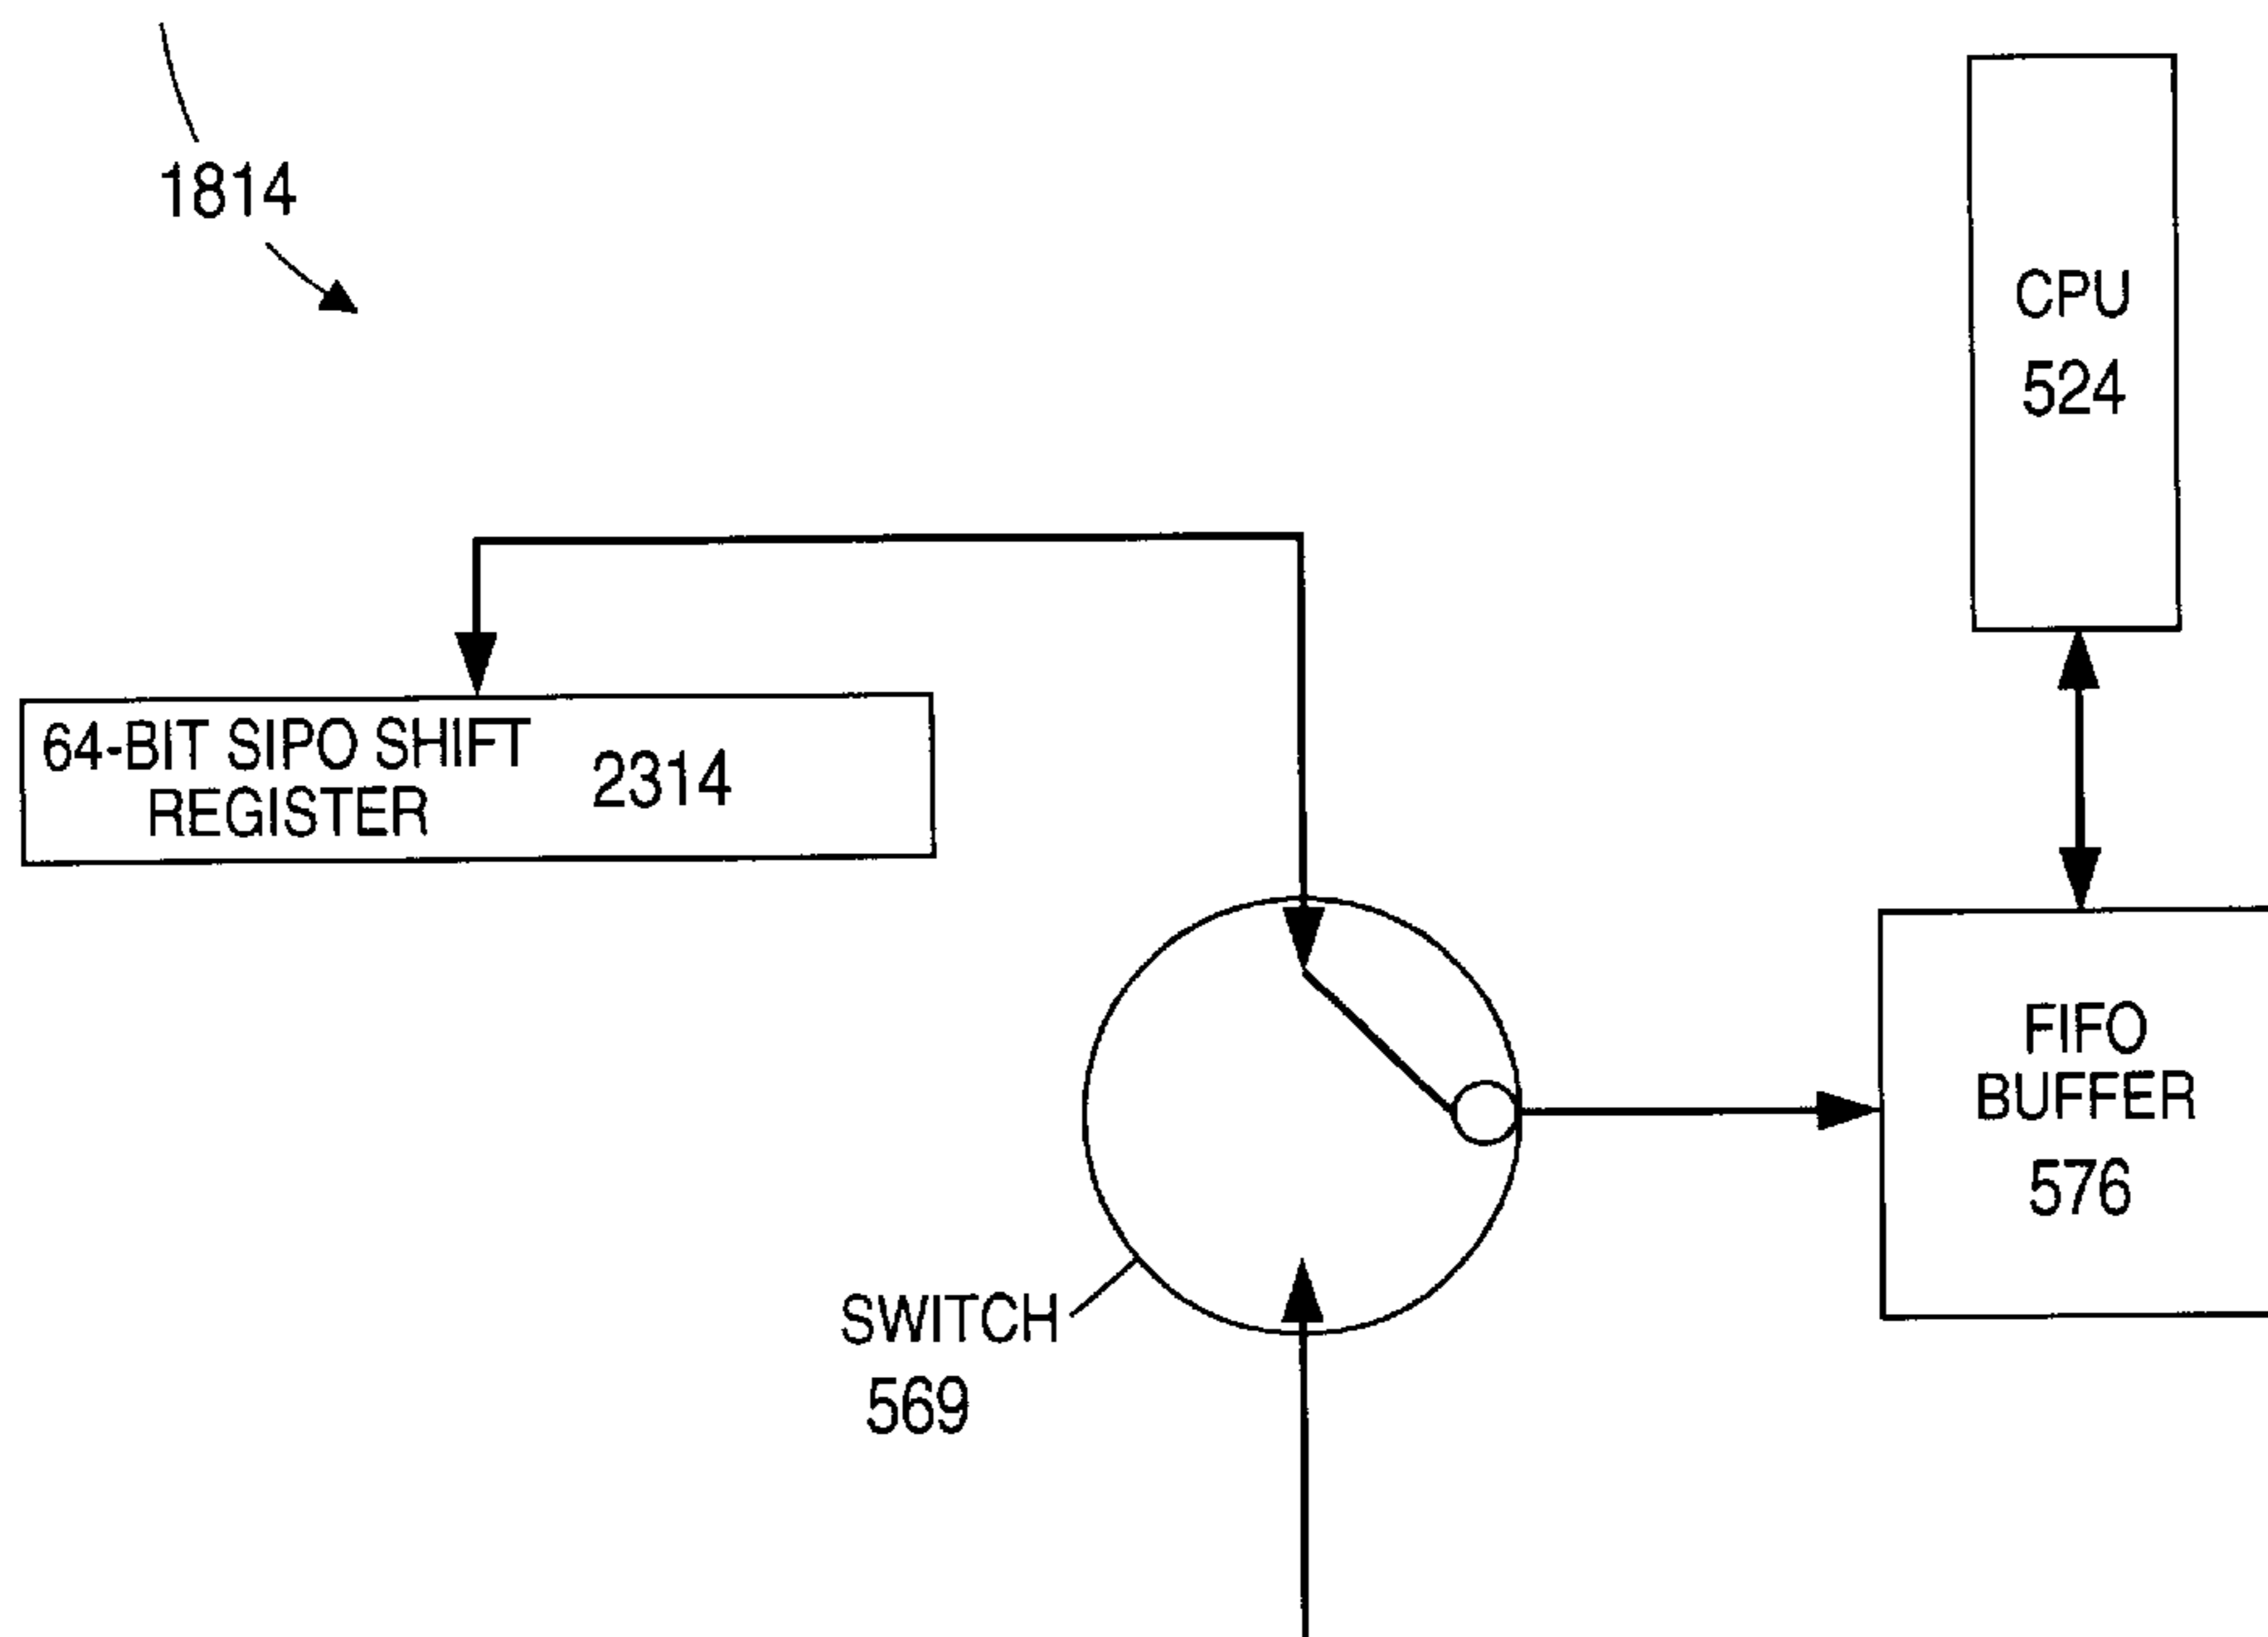 1814
CPU
524
64-BIT SIPO SHIFT
REGISTER
2314
FIFO
BUFFER
576
SWITCH
569